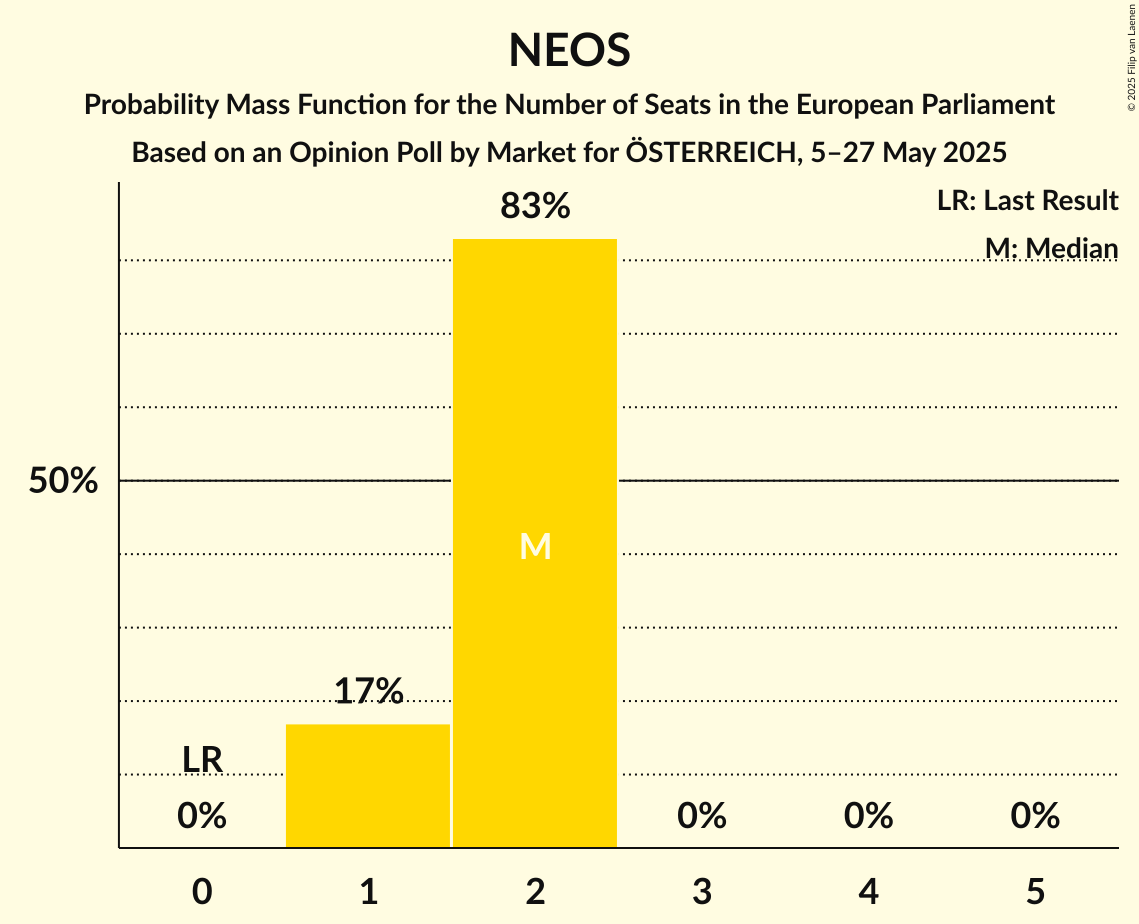 NEOS
Probability Mass Function for the Number of Seats in the European Parliament
Based on an Opinion Poll by Market for ÖSTERREICH, 5–27 May 2025
© 2025 Filip van Laenen
LR: Last Result
M: Median
83%
50%
M
17%
LR
0%
0%
0%
0%
0 1 2 3 4 5